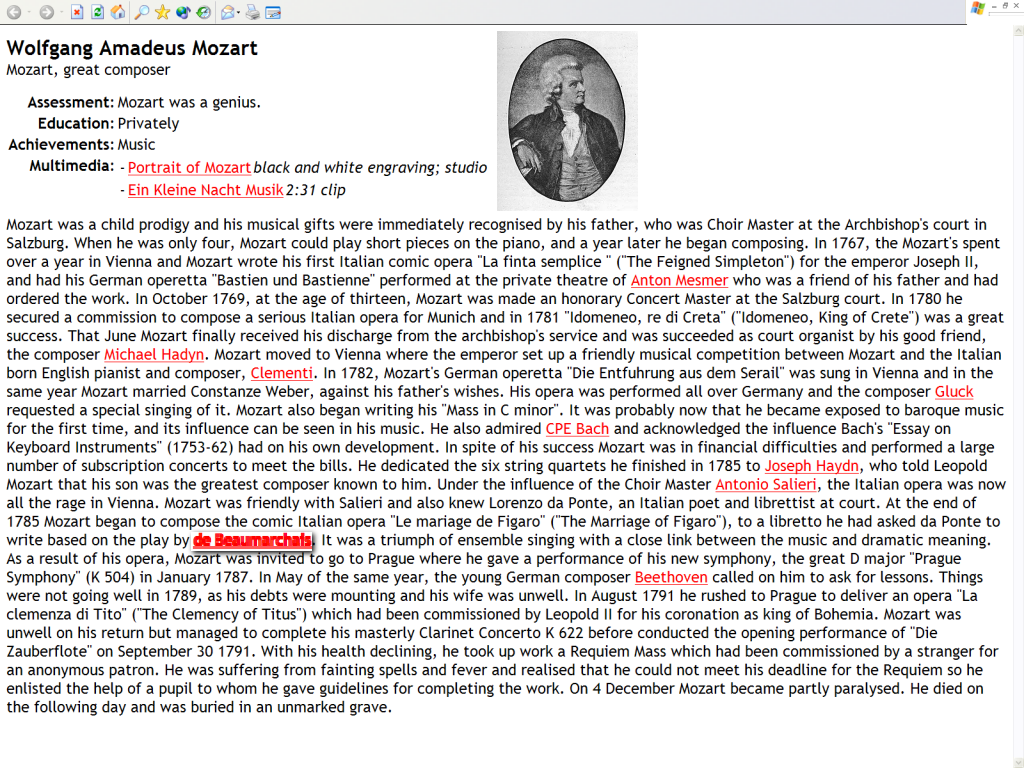 Wolfgang Amadeus Mozart
Mozart, great composer
Assessment: Mozart was a genius.
Education: Privately
Achievements: Music
Multimedia: - Portrait of Mozart black and white engraving; studio
- Ein Kleine Nacht Musik 2:31 clip
Mozart was a child prodigy and his musical gifts were immediately recognised by his father, who was Choir Master at the Archbishop's court in
Salzburg. When he was only four, Mozart could play short pieces on the piano, and a year later he began composing. In 1767, the Mozart's spent
over a year in Vienna and Mozart wrote his first Italian comic opera "La finta semplice " ("The Feigned Simpleton") for the emperor Joseph II,
and had his German operetta "Bastien und Bastienne" performed at the private theatre of Anton Mesmer who was a friend of his father and had
ordered the work. In October 1769, at the age of thirteen, Mozart was made an honorary Concert Master at the Salzburg court. In 1780 he
secured a commission to compose a serious Italian opera for Munich and in 1781 "Idomeneo, re di Creta" ("Idomeneo, King of Crete") was a great
success. That June Mozart finally received his discharge from the archbishop's service and was succeeded as court organist by his good friend,
the composer Michael Hadyn. Mozart moved to Vienna where the emperor set up a friendly musical competition between Mozart and the Italian
born English pianist and composer, Clementi. In 1782, Mozart's German operetta "Die Entfuhrung aus dem Serail" was sung in Vienna and in the
same year Mozart married Constanze Weber, against his father's wishes. His opera was performed all over Germany and the composer Gluck
requested a special singing of it. Mozart also began writing his "Mass in C minor". It was probably now that he became exposed to baroque music
for the first time, and its influence can be seen in his music. He also admired CPE Bach and acknowledged the influence Bach's "Essay on
Keyboard Instruments" (1753-62) had on his own development. In spite of his success Mozart was in financial difficulties and performed a large
number of subscription concerts to meet the bills. He dedicated the six string quartets he finished in 1785 to Joseph Haydn, who told Leopold
Mozart that his son was the greatest composer known to him. Under the influence of the Choir Master Antonio Salieri, the Italian opera was now
all the rage in Vienna. Mozart was friendly with Salieri and also knew Lorenzo da Ponte, an Italian poet and librettist at court. At the end of
1785 Mozart began to compose the comic Italian opera "Le mariage de Figaro" ("The Marriage of Figaro"), to a libretto he had asked da Ponte to
write based on the play by de Beaumarchais. It was a triumph of ensemble singing with a close link between the music and dramatic meaning.
As a result of his opera, Mozart was invited to go to Prague where he gave a performance of his new symphony, the great D major "Prague
Symphony" (K 504) in January 1787. In May of the same year, the young German composer Beethoven called on him to ask for lessons. Things
were not going well in 1789, as his debts were mounting and his wife was unwell. In August 1791 he rushed to Prague to deliver an opera "La
clemenza di Tito" ("The Clemency of Titus") which had been commissioned by Leopold II for his coronation as king of Bohemia. Mozart was
unwell on his return but managed to complete his masterly Clarinet Concerto K 622 before conducted the opening performance of "Die
Zauberflote" on September 30 1791. With his health declining, he took up work a Requiem Mass which had been commissioned by a stranger for
an anonymous patron. He was suffering from fainting spells and fever and realised that he could not meet his deadline for the Requiem so he
enlisted the help of a pupil to whom he gave guidelines for completing the work. On 4 December Mozart became partly paralysed. He died on
the following day and was buried in an unmarked grave.